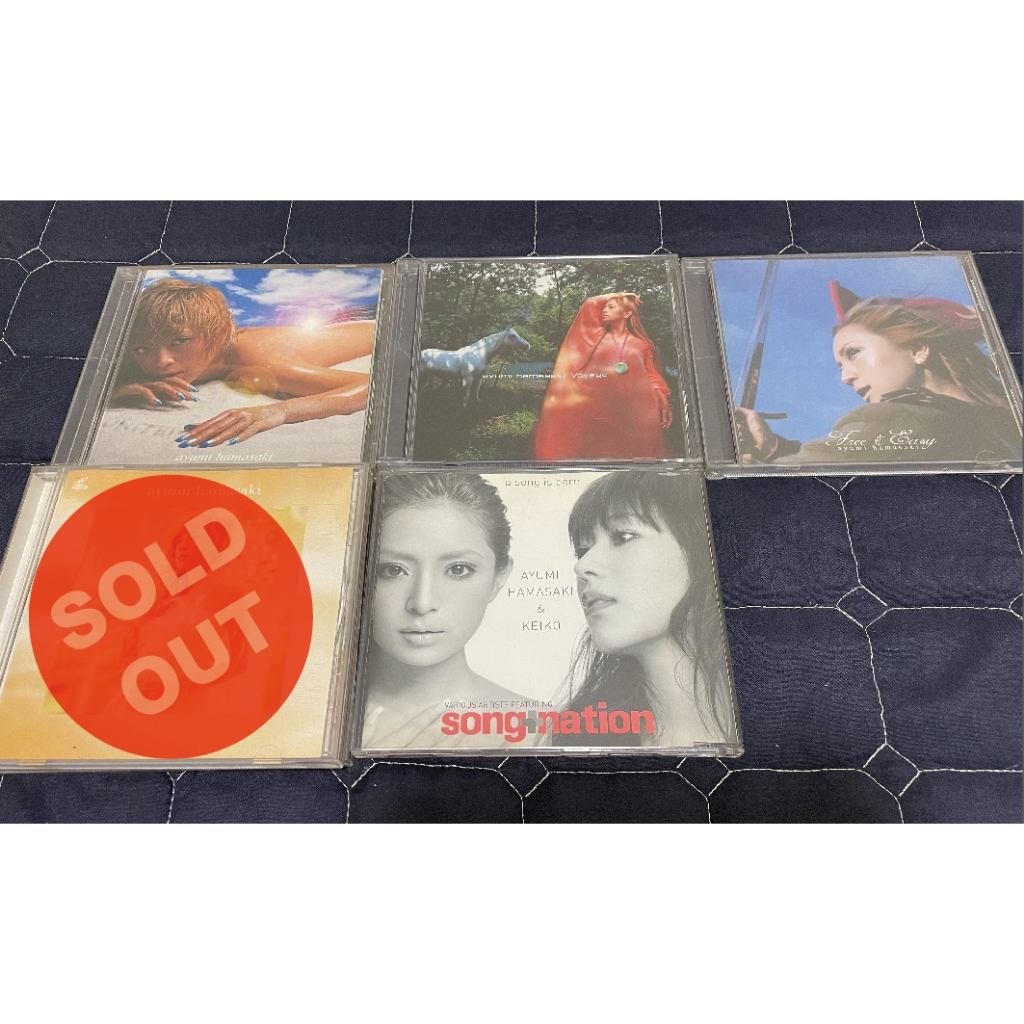 ayumi hamasaki
ayumi hamasaki Voyage
Free & Easy
ayumi hamasaki
ayumi hamasaki
SOLD
OUT
a song is born
AYUMI
HAMASAKI
&
KEIKO
VARIOUS ARTISTS FEATURING
song+nation